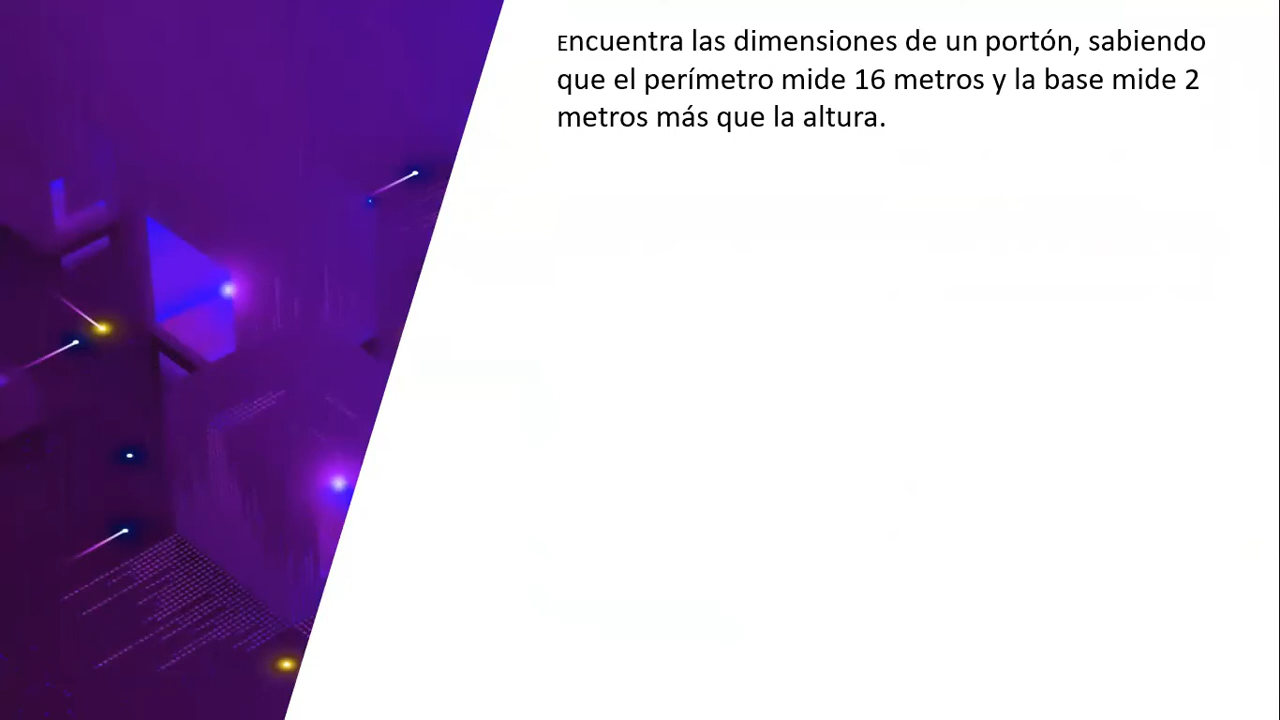 Encuentra las dimensiones de un portón, sabiendo
que el perímetro mide 16 metros y la base mide 2
metros más que la altura.